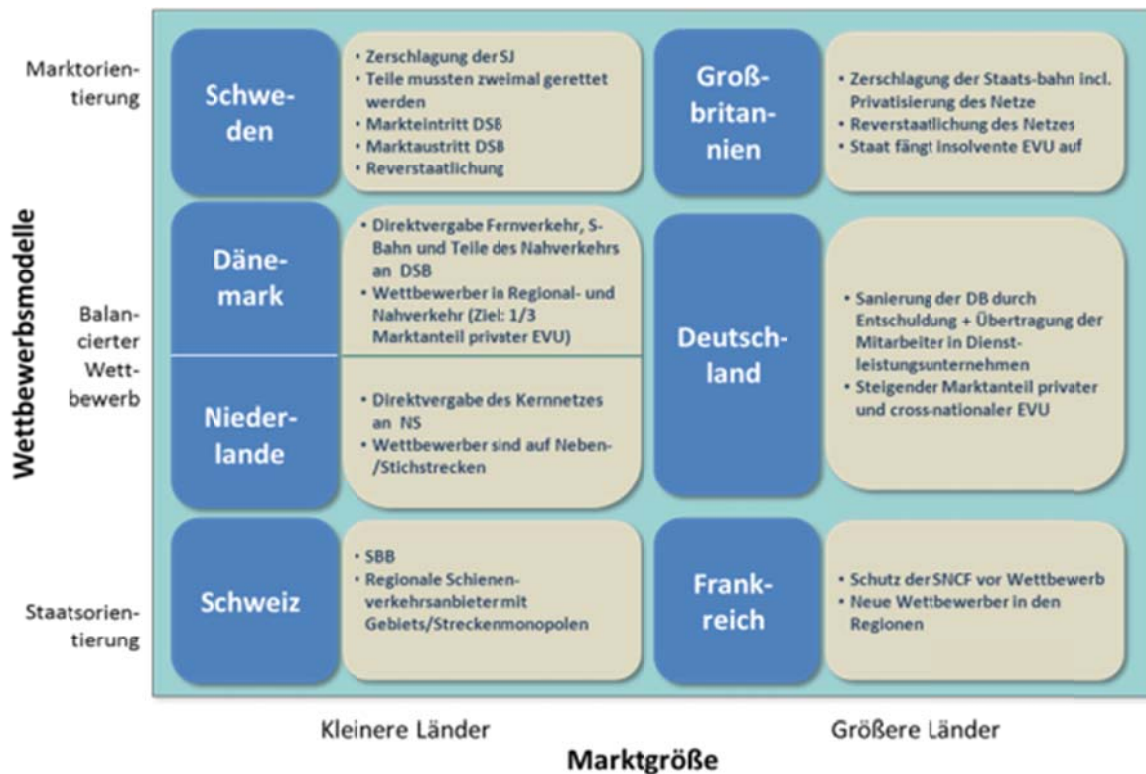 Wettbewerbsmodelle
Marktorien-
tierung
Schwe-
den
• Zerschlagung der SJ
• Teile mussten zweimal gerettet
werden
• Markteintritt DSB
• Marktaustritt DSB
• Reverstaatlichung
Groß-
britan-
nien
• Zerschlagung der Staats-bahn incl.
Privatisierung des Netze
• Reverstaatlichung des Netzes
• Staat fängt insolvente EVU auf
Balan-
cierter
Wett-
bewerb
Däne-
mark
• Direktvergabe Fernverkehr, S-
Bahn und Teile des Nahverkehrs
an DSB
• Wettbewerber in Regional- und
Nahverkehr (Ziel: 1/3
Marktanteil privater EVU)
Nieder-
lande
• Direktvergabe des Kernnetzes
an NS
• Wettbewerber sind auf Neben-
/Stichstrecken
Deutsch-
land
• Sanierung der DB durch
Entschuldung + Übertragung der
Mitarbeiter in Dienst-
leistungsunternehmen
• Steigender Marktanteil privater
und cross-nationaler EVU
Staatsorien-
tierung
Schweiz
• SBB
• Regionale Schienen-
verkehrsanbieter mit
Gebiets/Streckenmonopolen
Frank-
reich
• Schutz der SNCF vor Wettbewerb
• Neue Wettbewerber in den
Regionen
Kleinere Länder
Größere Länder
Marktgröße